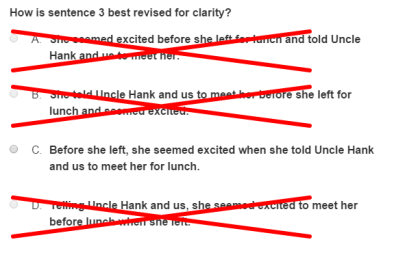 How is sentence 3 best revised for clarity?
A. She seemed excited before she left for lunch and told Uncle
Hank and us to meet her.
B. She told Uncle Hank and us to meet her before she left for
lunch and seemed excited.
C. Before she left, she seemed excited when she told Uncle Hank
and us to meet her for lunch.
D. Telling Uncle Hank and us, she seemed excited to meet her
before lunch when she left.